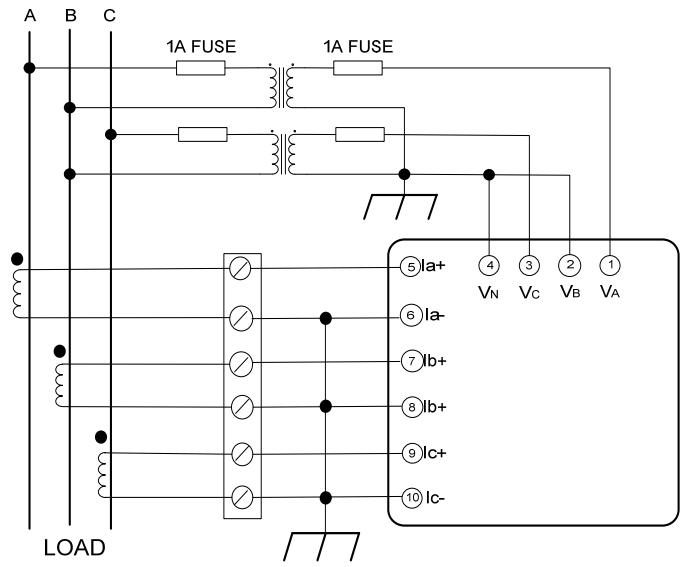 A B C
1A FUSE 1A FUSE
5 Ia+ 4 3 2 1
VN VC VB VA
6 Ia-
7 Ib+
8 Ib+
9 Ic+
10 Ic-
LOAD